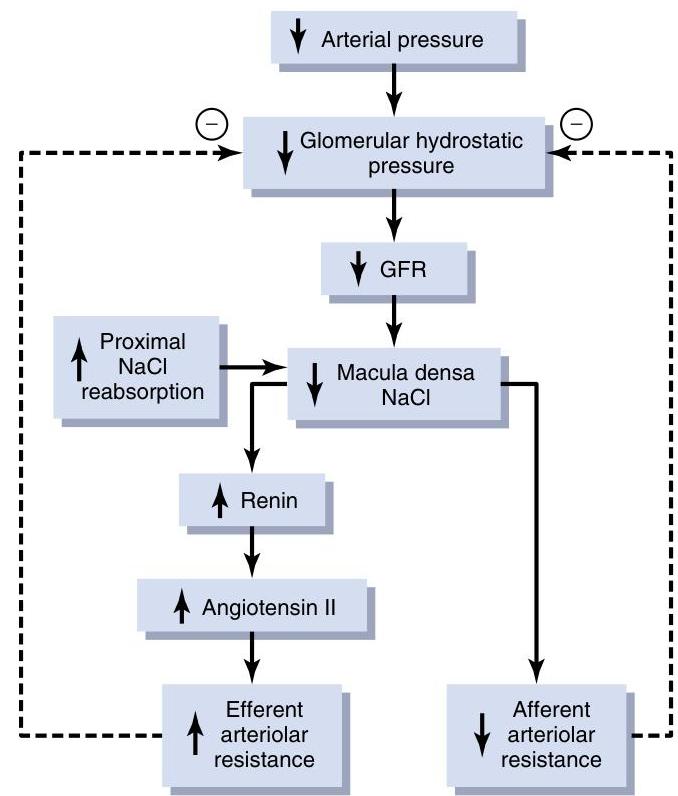 ↓ Arterial pressure
− −
↓ Glomerular hydrostatic
pressure
↓ GFR
↑ Proximal
NaCl
reabsorption
↓ Macula densa
NaCl
↑ Renin
↑ Angiotensin II
↑ Efferent
arteriolar
resistance
↓ Afferent
arteriolar
resistance